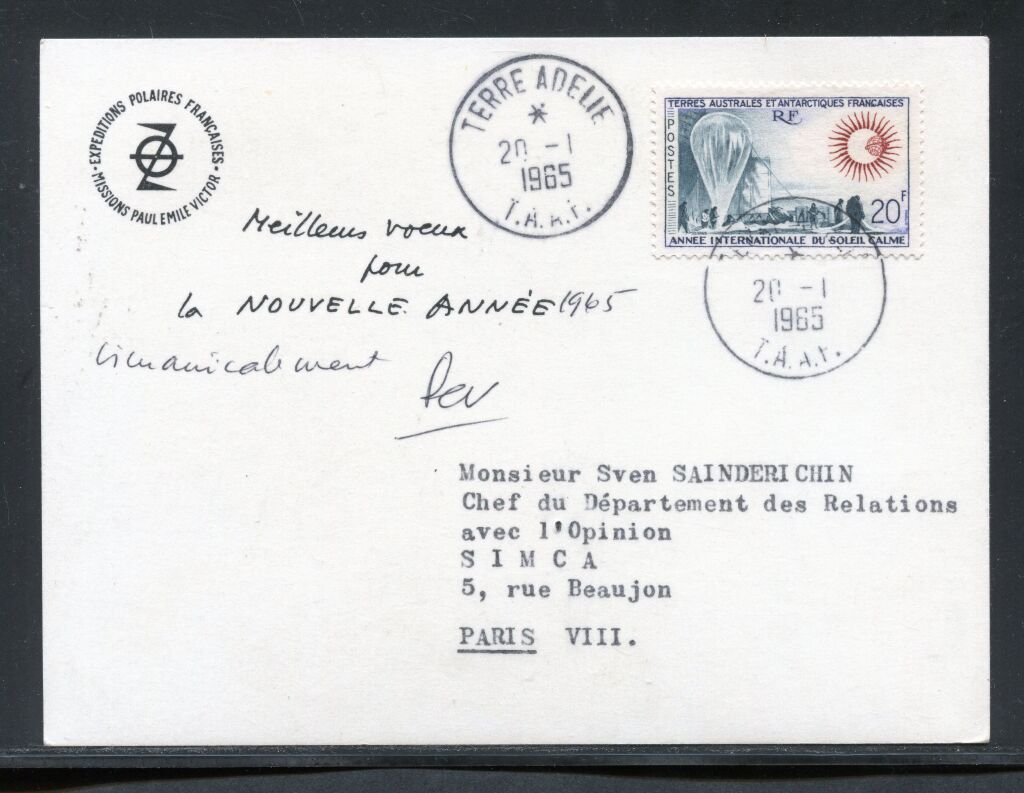 EXPEDITIONS POLAIRES FRANÇAISES
MISSIONS PAUL EMILE VICTOR
TERRE ADELIE
20 -1
1965
T.A.A.F.
TERRES AUSTRALES ET ANTARCTIQUES FRANÇAISES
RF
POSTES
20F
ANNÉE INTERNATIONALE DU SOLEIL CALME
20 -1
1965
T.A.A.F.
Meilleurs voeux
pour
la NOUVELLE ANNÉE 1965
PEV
Monsieur Sven SAINDERICHIN
Chef du Département des Relations
avec l'Opinion
S I M C A
5, rue Beaujon
PARIS VIII.